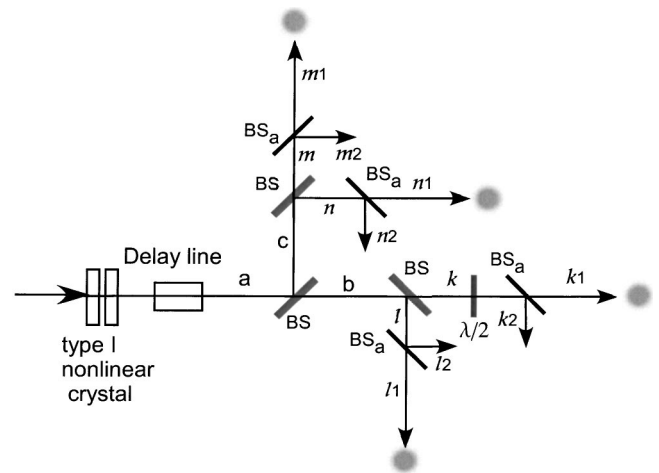 m1
BSa
m
m2
BS
BSa
n1
n
n2
c
Delay line
a
b
BS
k
BSa
k1
BS
l
λ/2
k2
BSa
l2
l1
type I
nonlinear
crystal